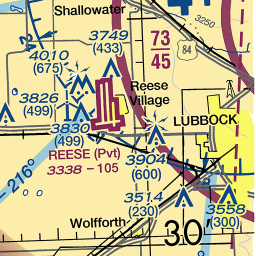 Shallowater
3250
3749
(433)
73
45
84
4010
(675)
Reese
Village
3826
(499)
LUBBOCK
3830
(499)
REESE (Pvt)
3338 - 105
3904
(600)
216°
3514
(230)
Wolfforth
30'
3558
(300)